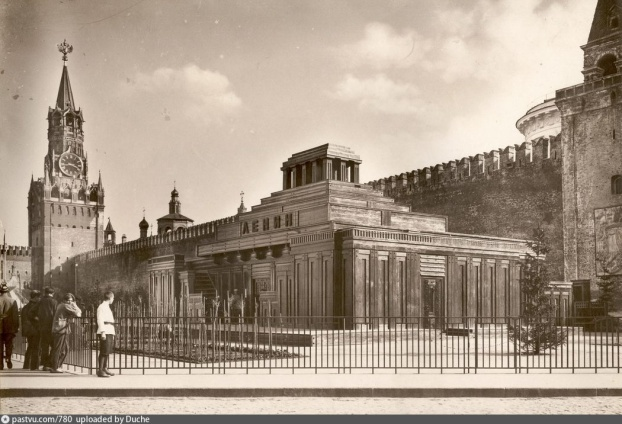 ЛЕНИН
pastvu.com/780 uploaded by Duche